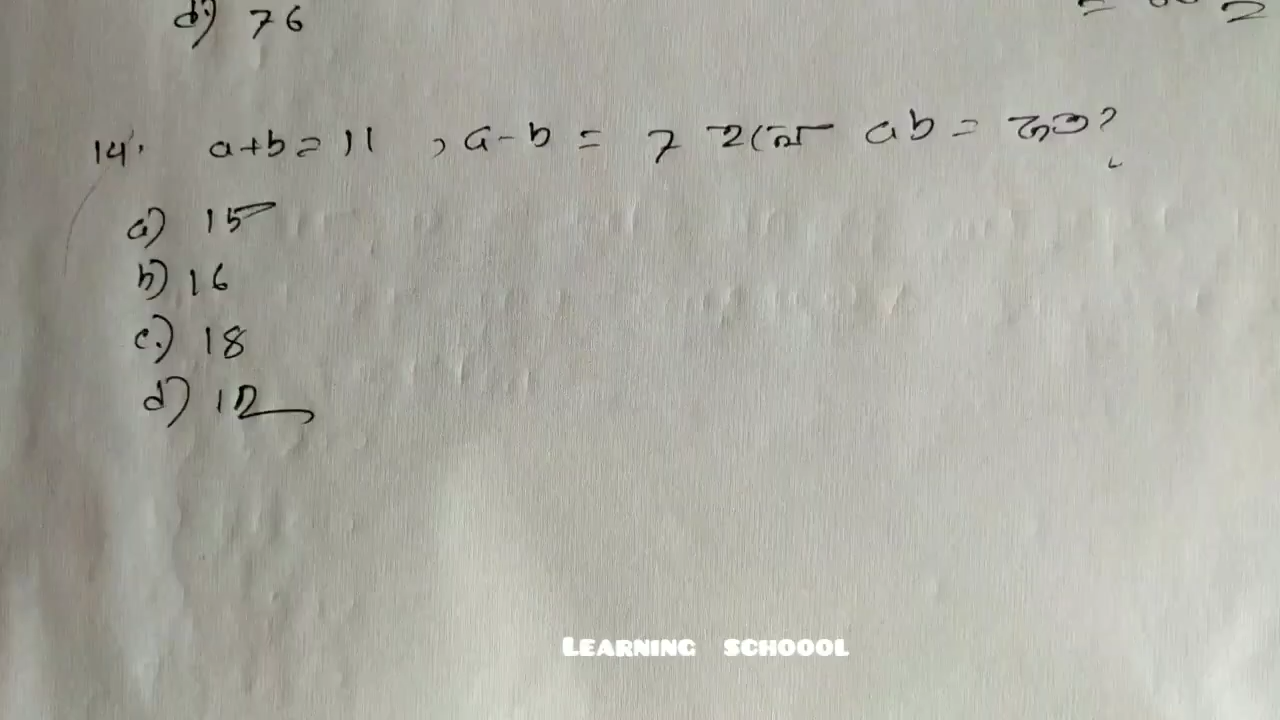 d) 76
14. a+b = 11 , a-b = 7 হলে ab = কত?
a) 15
b) 16
c) 18
d) 12
LEARNING SCHOOOL